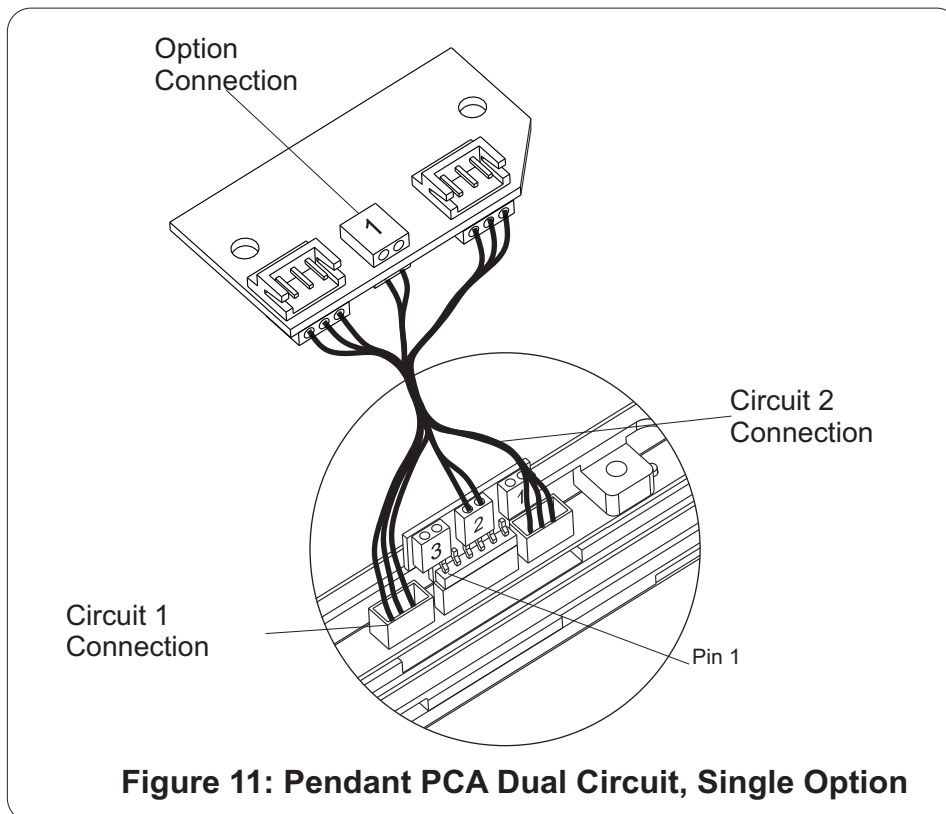 Option
Connection
1
Circuit 2
Connection
1
2
3
Circuit 1
Connection
Pin 1
Figure 11: Pendant PCA Dual Circuit, Single Option